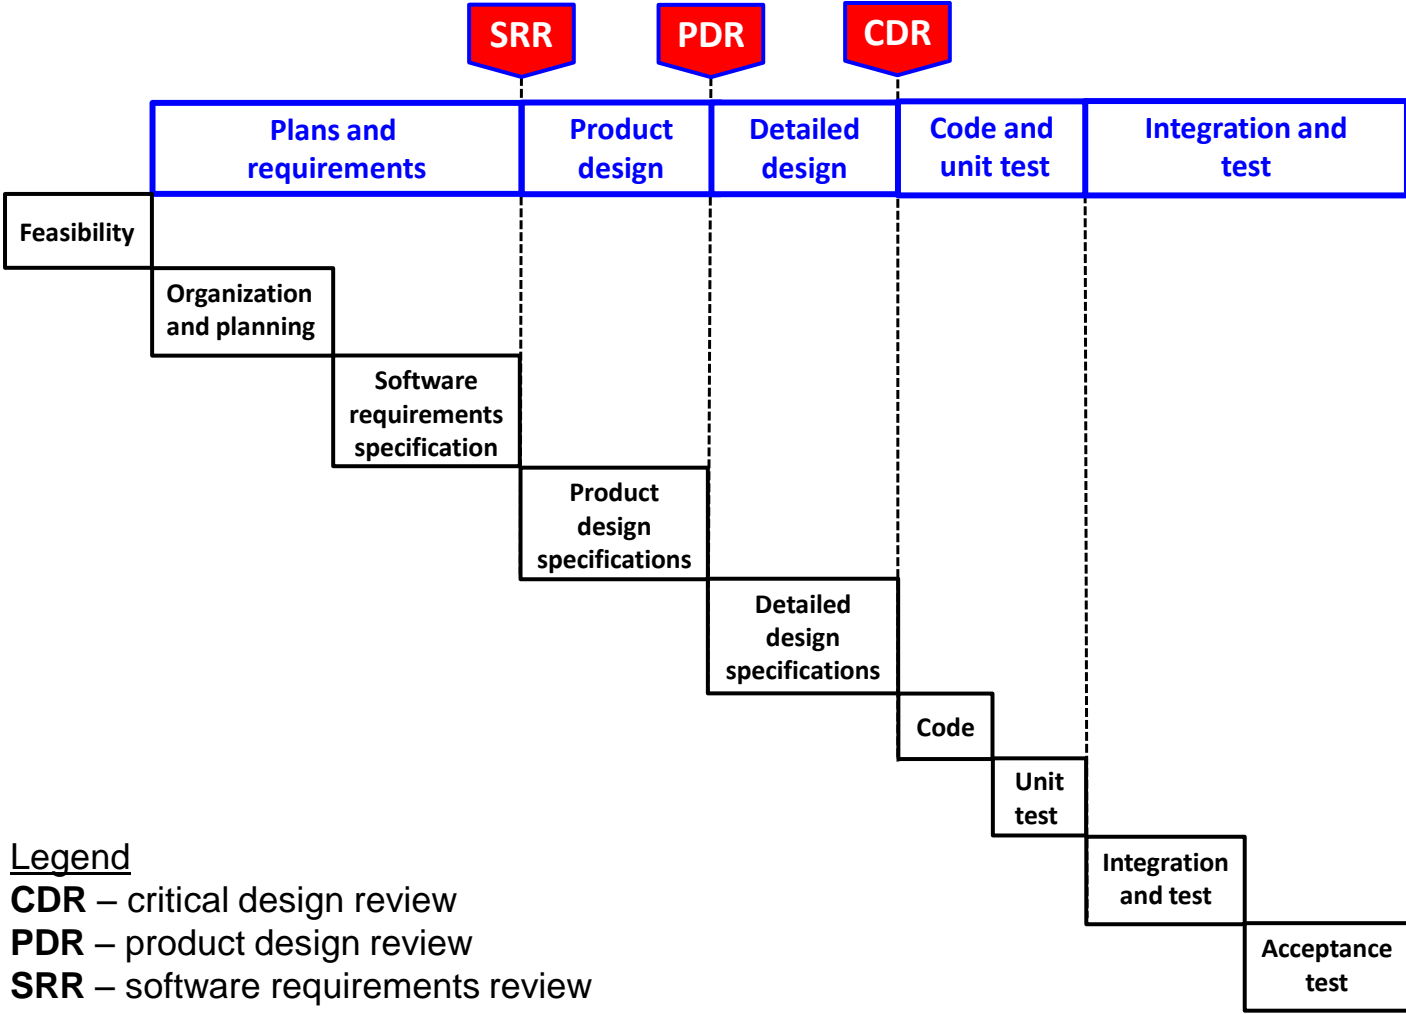 SRR
PDR
CDR
Plans and
requirements
Product
design
Detailed
design
Code and
unit test
Integration and
test
Feasibility
Organization
and planning
Software
requirements
specification
Product
design
specifications
Detailed
design
specifications
Code
Unit
test
Integration
and test
Acceptance
test
Legend
CDR – critical design review
PDR – product design review
SRR – software requirements review